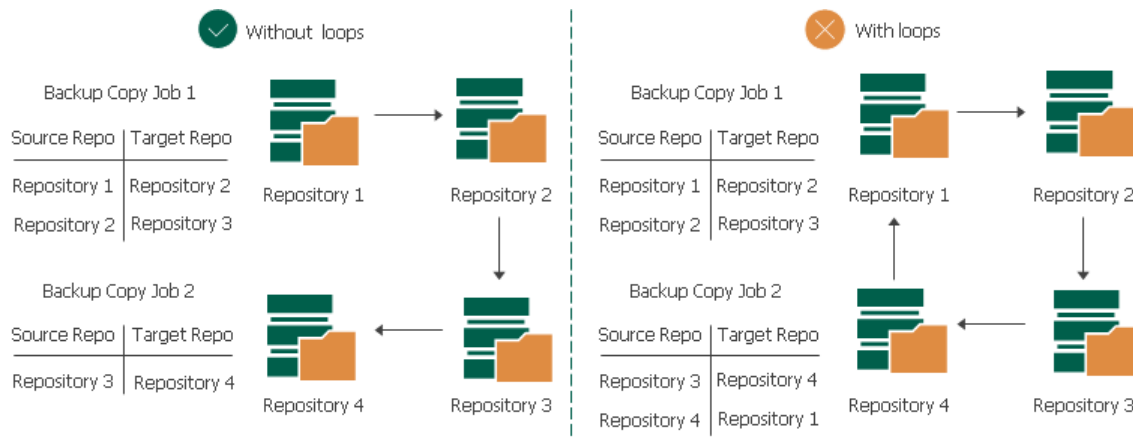 Without loops
Backup Copy Job 1
Source Repo Target Repo
Repository 1 Repository 2
Repository 2 Repository 3
Repository 1
Repository 2
Backup Copy Job 2
Source Repo Target Repo
Repository 3 Repository 4
Repository 4
Repository 3
With loops
Backup Copy Job 1
Source Repo Target Repo
Repository 1 Repository 2
Repository 2 Repository 3
Repository 1
Repository 2
Backup Copy Job 2
Source Repo Target Repo
Repository 3 Repository 4
Repository 4 Repository 1
Repository 4
Repository 3